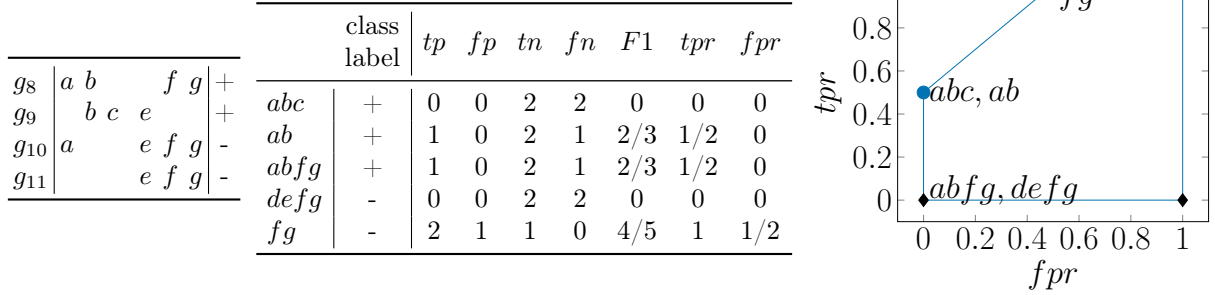 g8 a b f g +
g9 b c e +
g10 a e f g -
g11 e f g -
class label tp fp tn fn F1 tpr fpr
abc + 0 0 2 2 0 0 0
ab + 1 0 2 1 2/3 1/2 0
abfg + 1 0 2 1 2/3 1/2 0
defg - 0 0 2 2 0 0 0
fg - 2 1 1 0 4/5 1 1/2
fg
0.8
0.6
abc, ab
0.4
0.2
abfg, defg
0
tpr
0 0.2 0.4 0.6 0.8 1
fpr